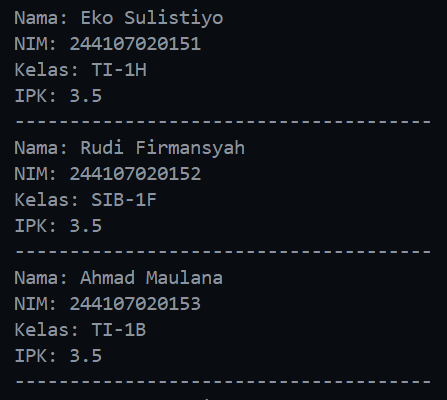 Nama: Eko Sulistiyo
NIM: 244107020151
Kelas: TI-1H
IPK: 3.5
---------------------------------------
Nama: Rudi Firmansyah
NIM: 244107020152
Kelas: SIB-1F
IPK: 3.5
---------------------------------------
Nama: Ahmad Maulana
NIM: 244107020153
Kelas: TI-1B
IPK: 3.5
---------------------------------------